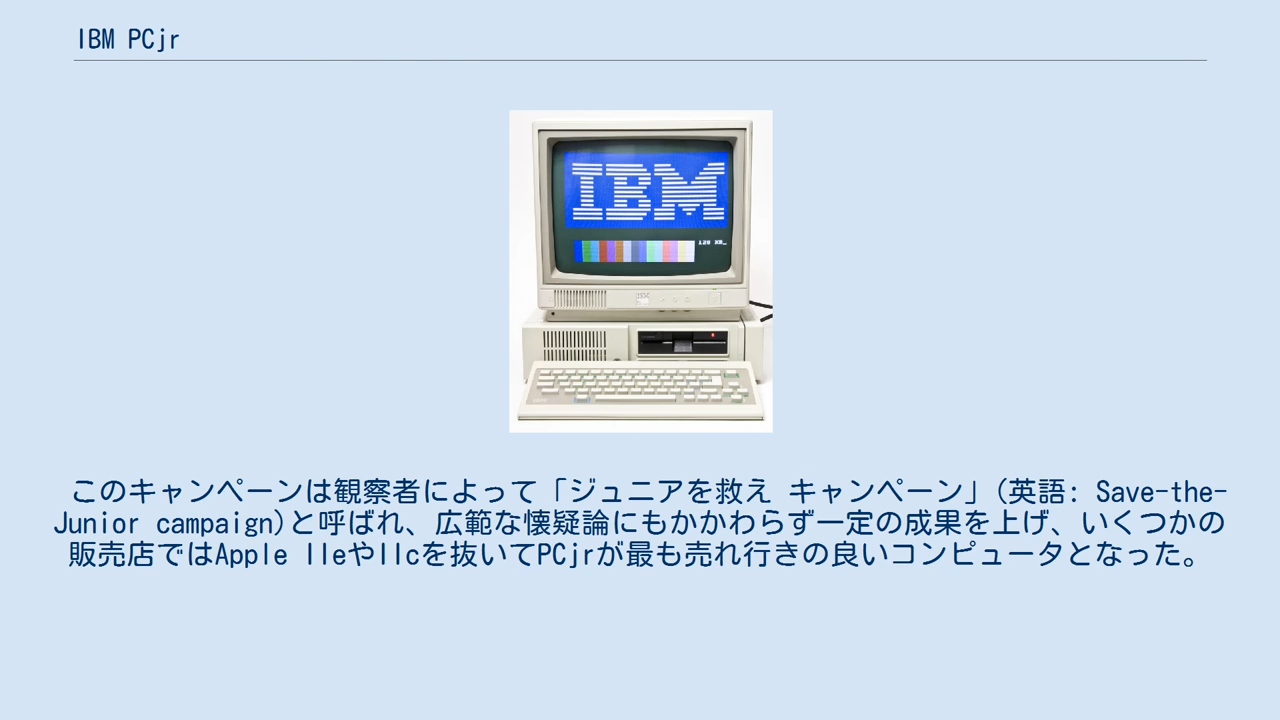 IBM PCjr
IBM
128 KB_
このキャンペーンは観察者によって「ジュニアを救え キャンペーン」(英語: Save-the-
Junior campaign)と呼ばれ、広範な懐疑論にもかかわらず一定の成果を上げ、いくつかの
販売店ではApple IIeやIIcを抜いてPCjrが最も売れ行きの良いコンピュータとなった。